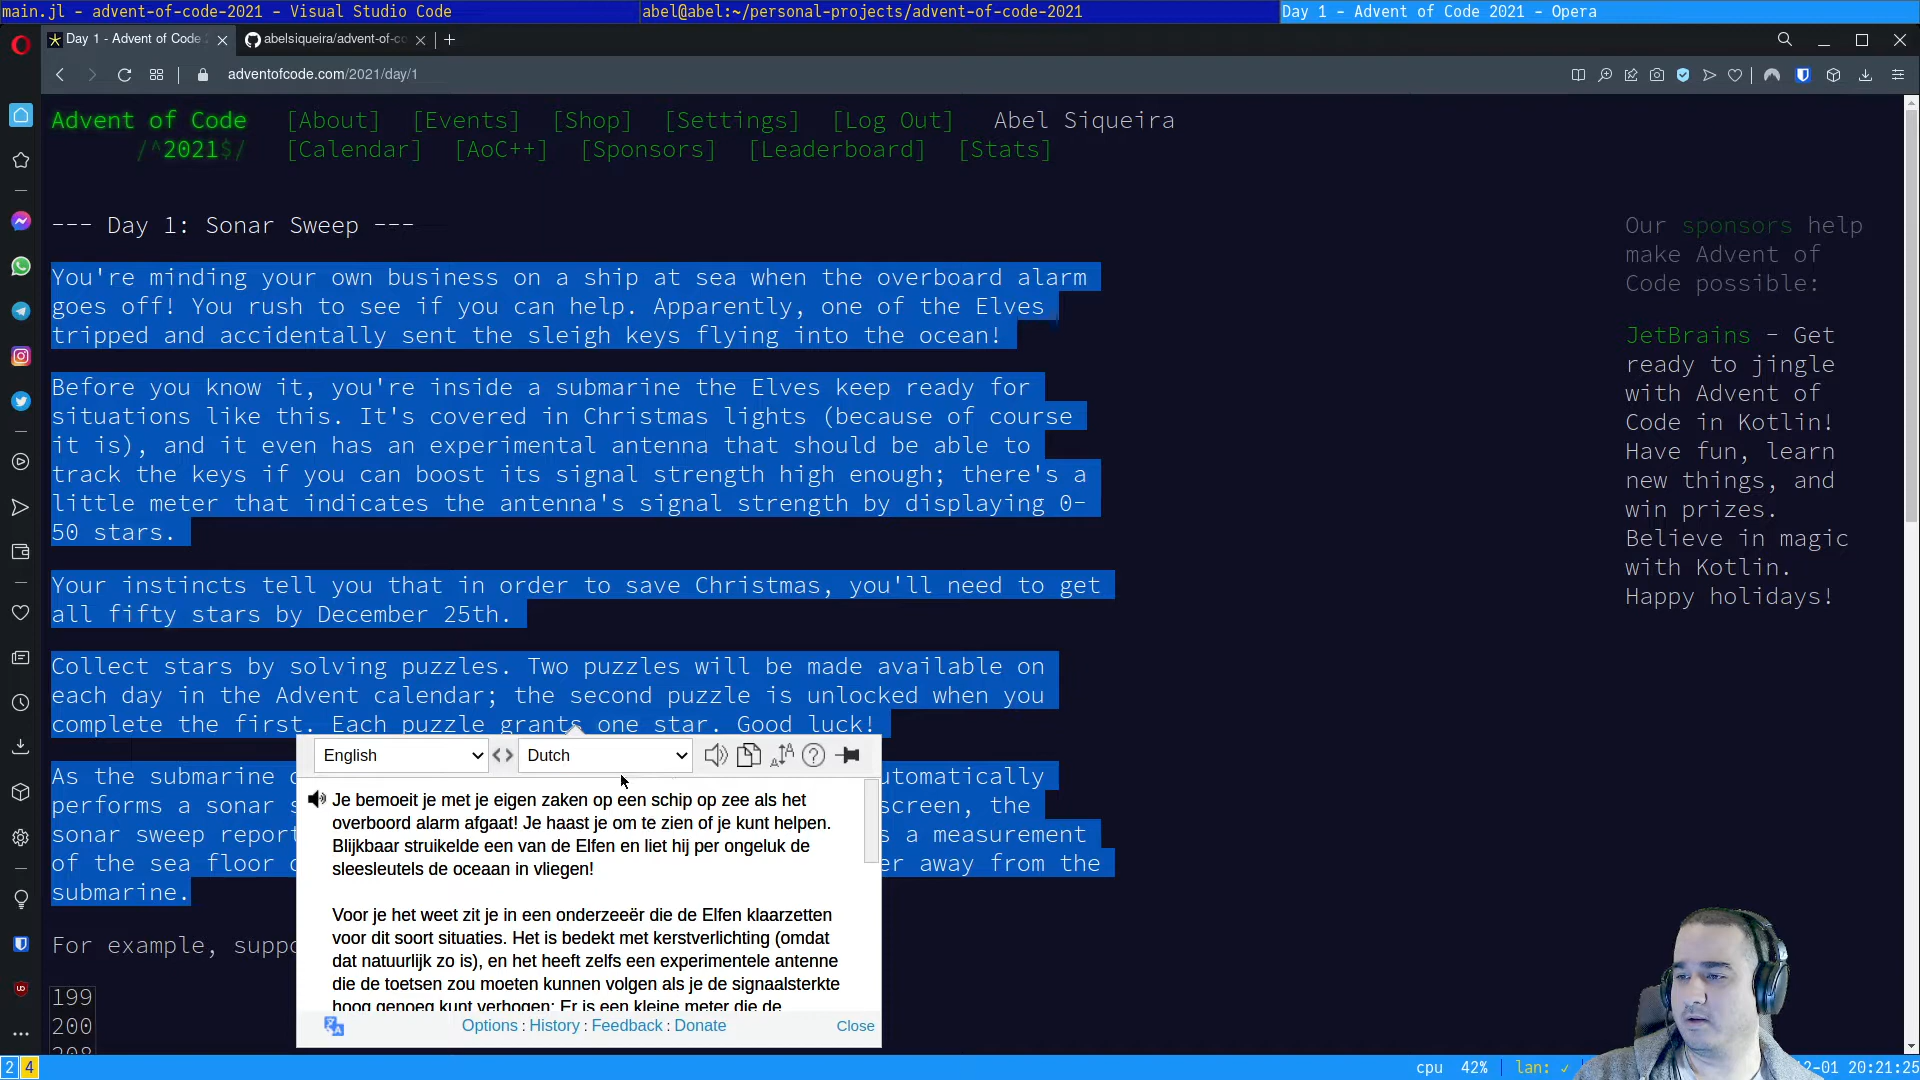 main.jl - advent-of-code-2021 - Visual Studio Code
abel@abel:~/personal-projects/advent-of-code-2021
Day 1 - Advent of Code 2021 - Opera
Day 1 - Advent of Code
abelsiqueira/advent-of-co
adventofcode.com/2021/day/1
Advent of Code [About] [Events] [Shop] [Settings] [Log Out] Abel Siqueira
/^2021$/ [Calendar] [AoC++] [Sponsors] [Leaderboard] [Stats]
--- Day 1: Sonar Sweep ---
You're minding your own business on a ship at sea when the overboard alarm
goes off! You rush to see if you can help. Apparently, one of the Elves
tripped and accidentally sent the sleigh keys flying into the ocean!
Before you know it, you're inside a submarine the Elves keep ready for
situations like this. It's covered in Christmas lights (because of course
it is), and it even has an experimental antenna that should be able to
track the keys if you can boost its signal strength high enough; there's a
little meter that indicates the antenna's signal strength by displaying 0-
50 stars.
Your instincts tell you that in order to save Christmas, you'll need to get
all fifty stars by December 25th.
Collect stars by solving puzzles. Two puzzles will be made available on
each day in the Advent calendar; the second puzzle is unlocked when you
complete the first. Each puzzle grants one star. Good luck!
As the submarine
utomatically
performs a sonar s
screen, the
sonar sweep report
s a measurement
of the sea floor
er away from the
submarine.
For example, supp
199
200
208
English
Dutch
Je bemoeit je met je eigen zaken op een schip op zee als het
overboord alarm afgaat! Je haast je om te zien of je kunt helpen.
Blijkbaar struikelde een van de Elfen en liet hij per ongeluk de
sleesleutels de oceaan in vliegen!
Voor je het weet zit je in een onderzeeër die de Elfen klaarzetten
voor dit soort situaties. Het is bedekt met kerstverlichting (omdat
dat natuurlijk zo is), en het heeft zelfs een experimentele antenne
die de toetsen zou moeten kunnen volgen als je de signaalsterkte
hoog genoeg kunt verhogen; Er is een kleine meter die de
Options : History : Feedback : Donate
Close
Our sponsors help
make Advent of
Code possible:
JetBrains - Get
ready to jingle
with Advent of
Code in Kotlin!
Have fun, learn
new things, and
win prizes.
Believe in magic
with Kotlin.
Happy holidays!
2 4
cpu 42% lan: ✓
2-01 20:21:25